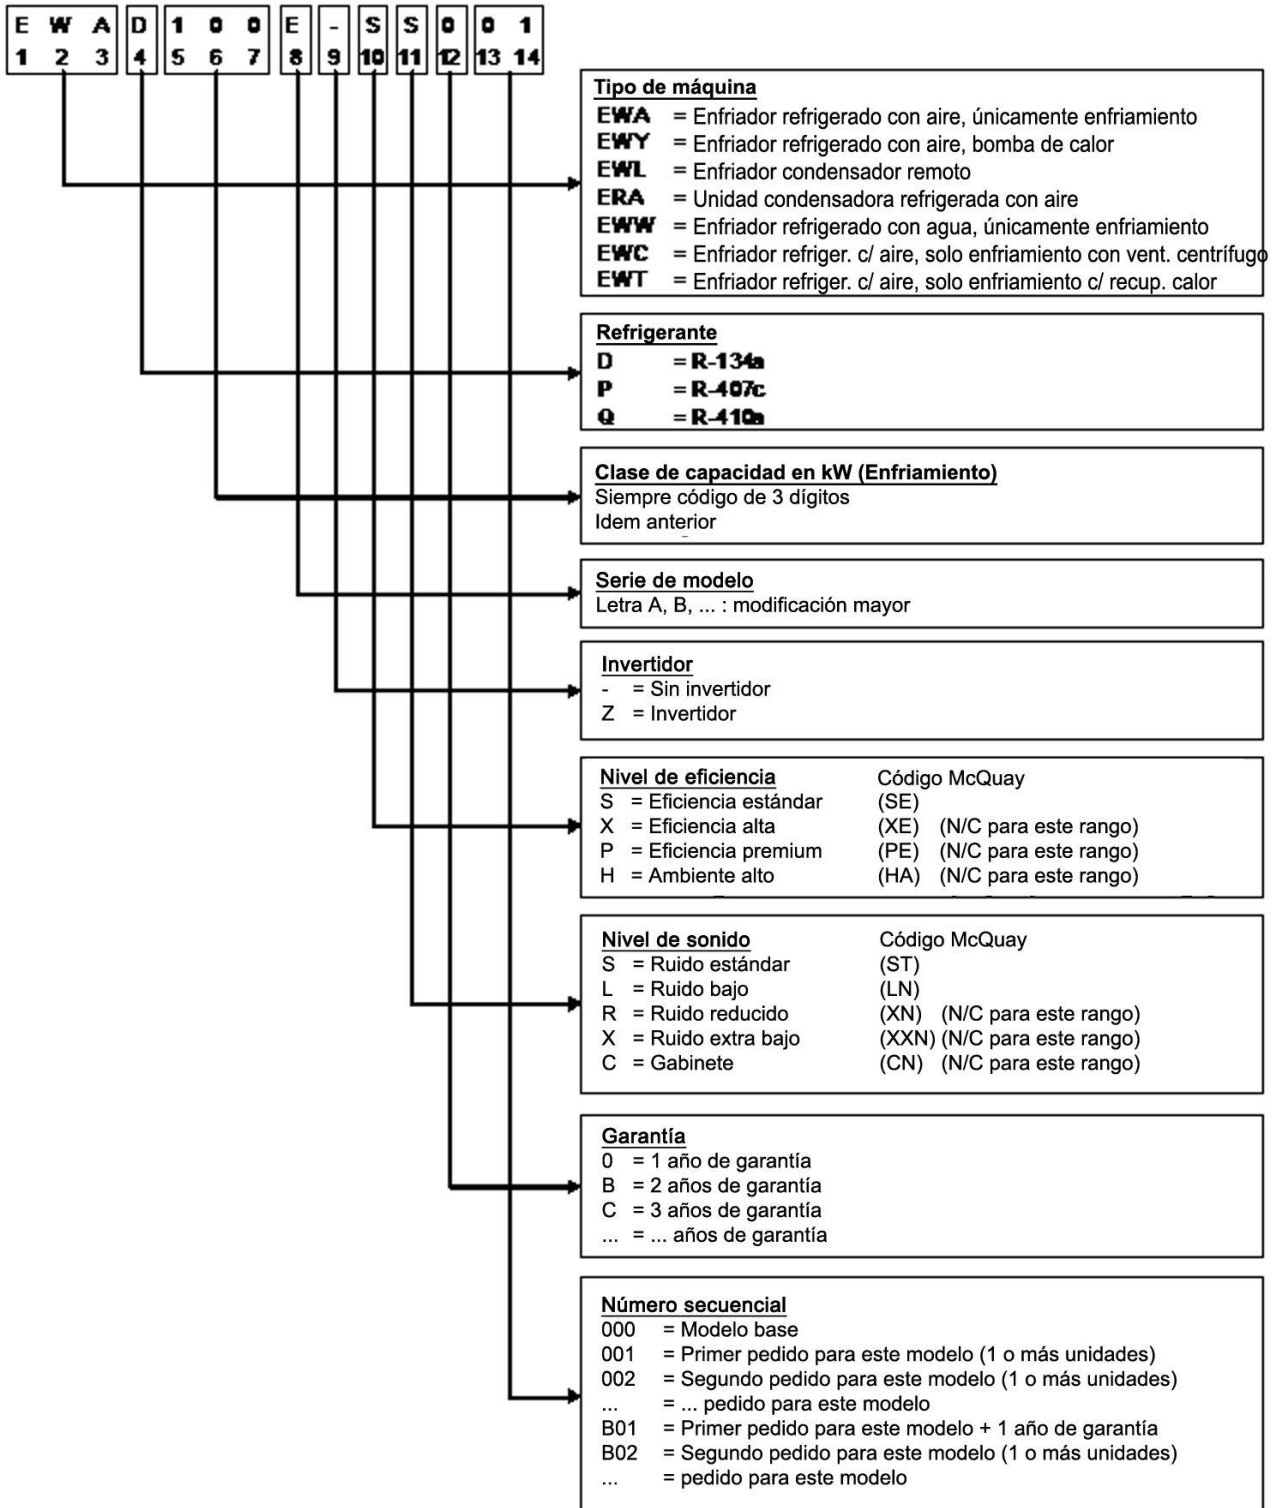 E W A D 1 0 0 E - S S 0 0 1
1 2 3 4 5 6 7 8 9 10 11 12 13 14
Tipo de máquina
EWA = Enfriador refrigerado con aire, únicamente enfriamiento
EWY = Enfriador refrigerado con aire, bomba de calor
EWL = Enfriador condensador remoto
ERA = Unidad condensadora refrigerada con aire
EWW = Enfriador refrigerado con agua, únicamente enfriamiento
EWC = Enfriador refriger. c/ aire, solo enfriamiento con vent. centrífugo
EWT = Enfriador refriger. c/ aire, solo enfriamiento c/ recup. calor
Refrigerante
D = R-134a
P = R-407c
Q = R-410a
Clase de capacidad en kW (Enfriamiento)
Siempre código de 3 dígitos
Idem anterior
Serie de modelo
Letra A, B, ... : modificación mayor
Invertidor
- = Sin invertidor
Z = Invertidor
Nivel de eficiencia Código McQuay
S = Eficiencia estándar (SE)
X = Eficiencia alta (XE) (N/C para este rango)
P = Eficiencia premium (PE) (N/C para este rango)
H = Ambiente alto (HA) (N/C para este rango)
Nivel de sonido Código McQuay
S = Ruido estándar (ST)
L = Ruido bajo (LN)
R = Ruido reducido (XN) (N/C para este rango)
X = Ruido extra bajo (XXN) (N/C para este rango)
C = Gabinete (CN) (N/C para este rango)
Garantía
0 = 1 año de garantía
B = 2 años de garantía
C = 3 años de garantía
... = ... años de garantía
Número secuencial
000 = Modelo base
001 = Primer pedido para este modelo (1 o más unidades)
002 = Segundo pedido para este modelo (1 o más unidades)
... = ... pedido para este modelo
B01 = Primer pedido para este modelo + 1 año de garantía
B02 = Segundo pedido para este modelo (1 o más unidades)
... = pedido para este modelo